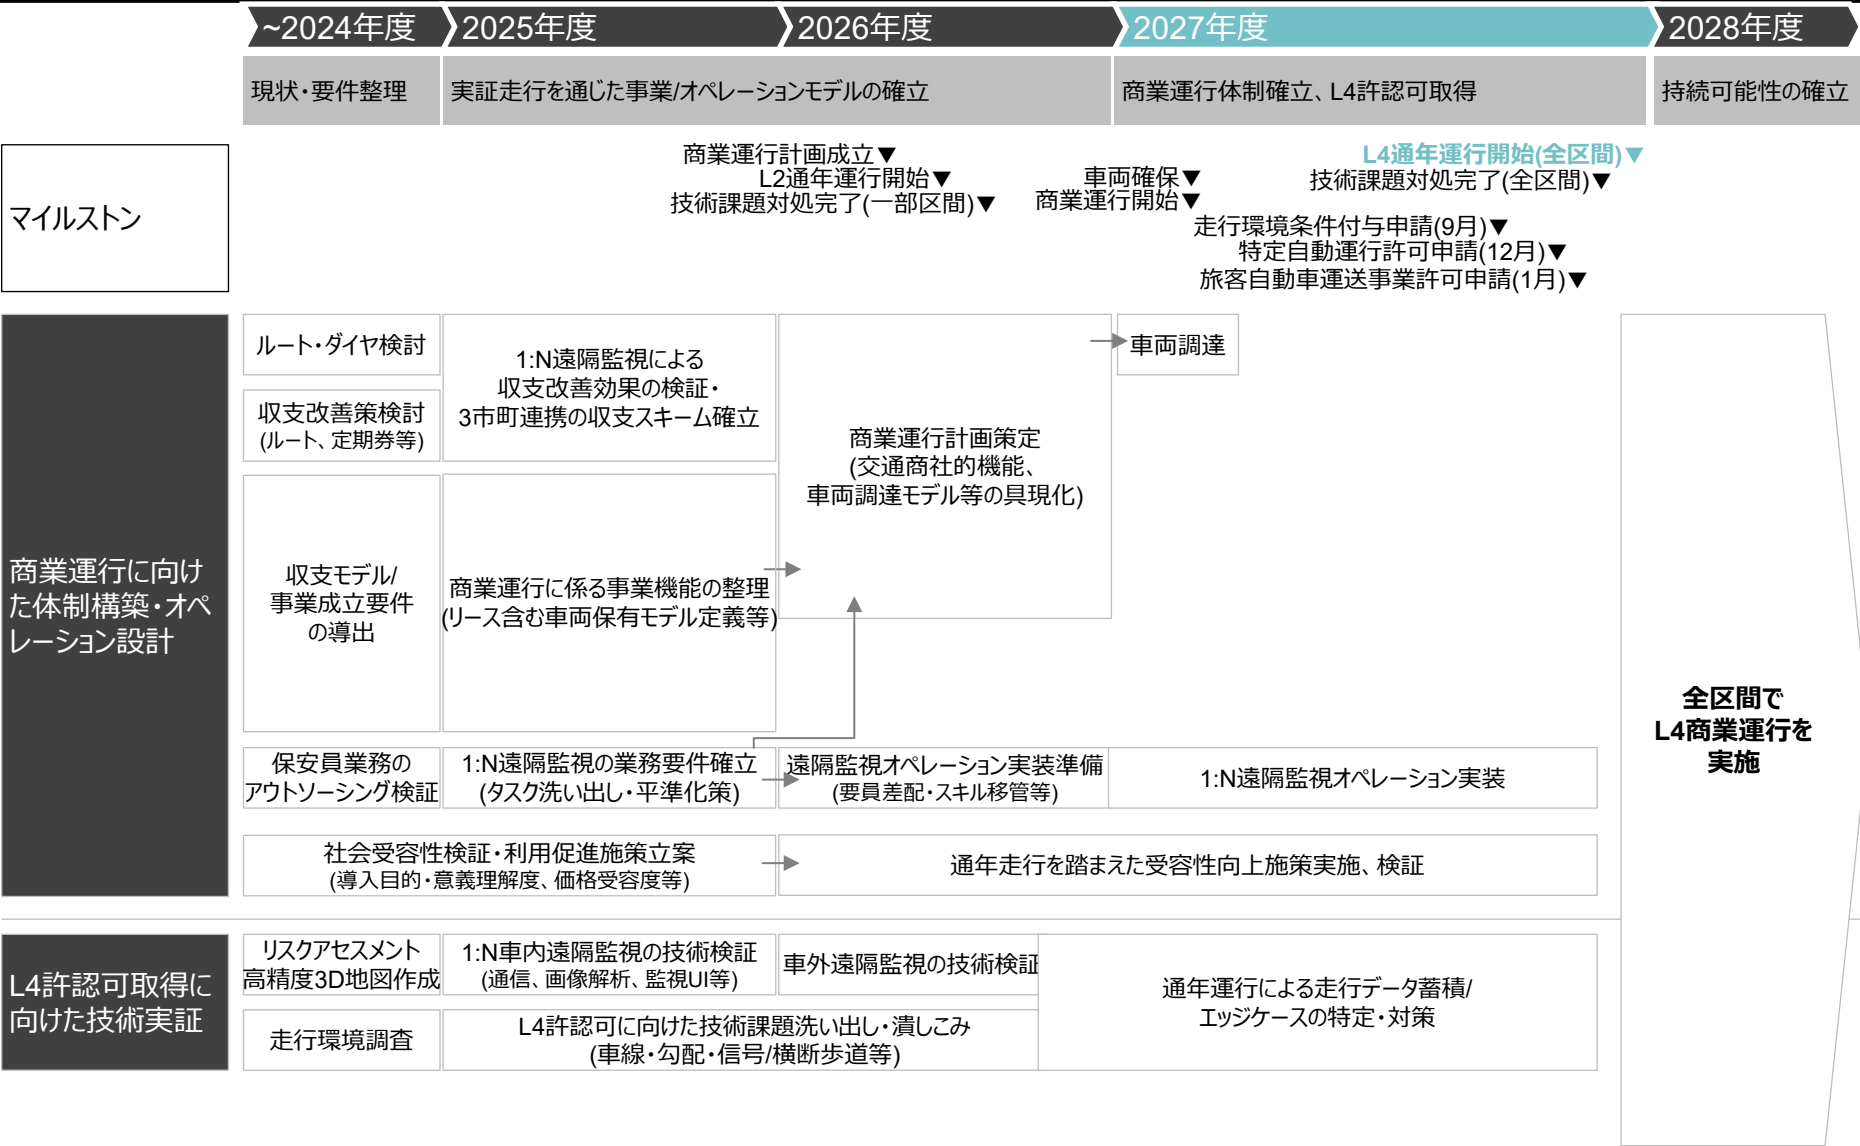 ~2024年度
2025年度
2026年度
2027年度
2028年度
現状・要件整理
実証走行を通じた事業/オペレーションモデルの確立
商業運行体制確立、L4許認可取得
持続可能性の確立
マイルストン
商業運行計画成立▼
L2通年運行開始▼
技術課題対処完了(一部区間)▼
車両確保▼
商業運行開始▼
L4通年運行開始(全区間)▼
技術課題対処完了(全区間)▼
走行環境条件付与申請(9月)▼
特定自動運行許可申請(12月)▼
旅客自動車運送事業許可申請(1月)▼
商業運行に向け
た体制構築・オペ
レーション設計
ルート・ダイヤ検討
収支改善策検討
(ルート、定期券等)
収支モデル/
事業成立要件
の導出
1:N遠隔監視による
収支改善効果の検証・
3市町連携の収支スキーム確立
商業運行に係る事業機能の整理
(リース含む車両保有モデル定義等)
商業運行計画策定
(交通商社的機能、
車両調達モデル等の具現化)
車両調達
保安員業務の
アウトソーシング検証
1:N遠隔監視の業務要件確立
(タスク洗い出し・平準化策)
遠隔監視オペレーション実装準備
(要員差配・スキル移管等)
1:N遠隔監視オペレーション実装
社会受容性検証・利用促進施策立案
(導入目的・意義理解度、価格受容度等)
通年走行を踏まえた受容性向上施策実施、検証
全区間で
L4商業運行を
実施
L4許認可取得に
向けた技術実証
リスクアセスメント
高精度3D地図作成
1:N車内遠隔監視の技術検証
(通信、画像解析、監視UI等)
車外遠隔監視の技術検証
走行環境調査
L4許認可に向けた技術課題洗い出し・潰しこみ
(車線・勾配・信号/横断歩道等)
通年運行による走行データ蓄積/
エッジケースの特定・対策